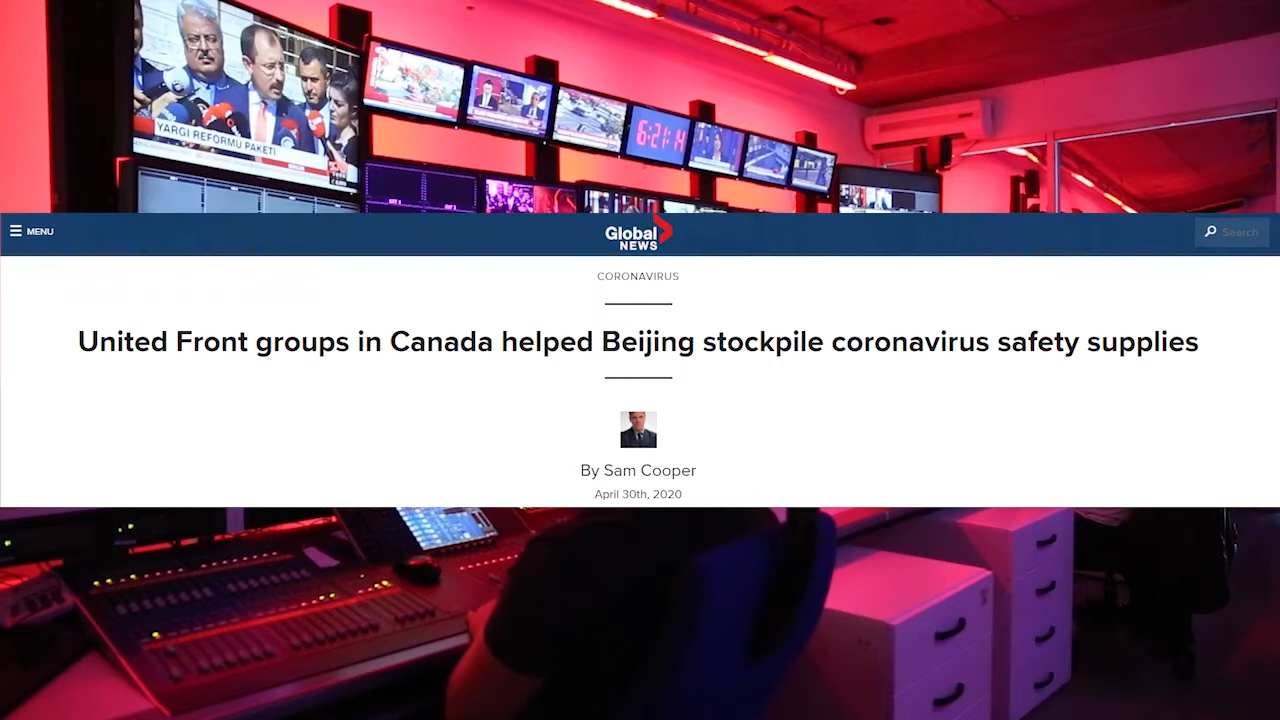 YARGI REFORMU PAKETİ
6:21:14
MENU
Global
NEWS
Search
CORONAVIRUS
United Front groups in Canada helped Beijing stockpile coronavirus safety supplies
By Sam Cooper
April 30th, 2020